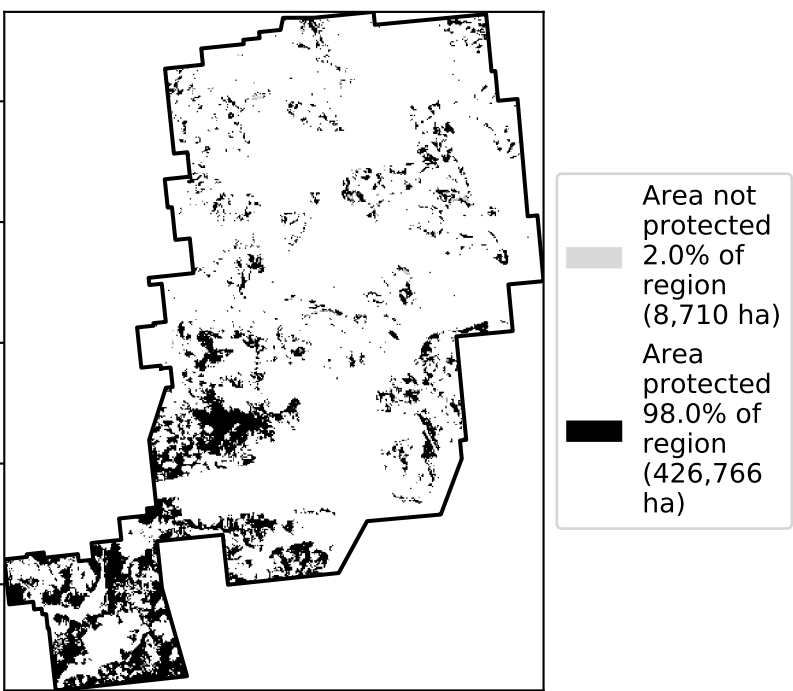 Area not
protected
2.0% of
region
(8,710 ha)
Area
protected
98.0% of
region
(426,766
ha)